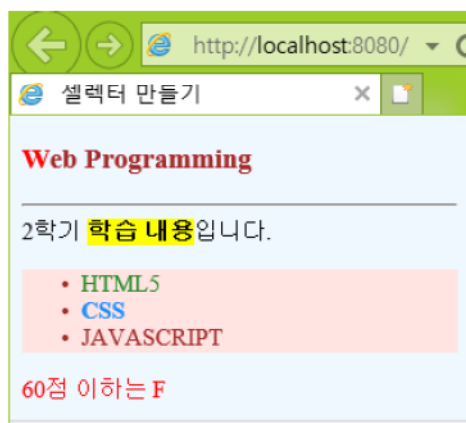 http://localhost:8080/
셀렉터 만들기
Web Programming
2학기 학습 내용입니다.
• HTML5
• CSS
• JAVASCRIPT
60점 이하는 F